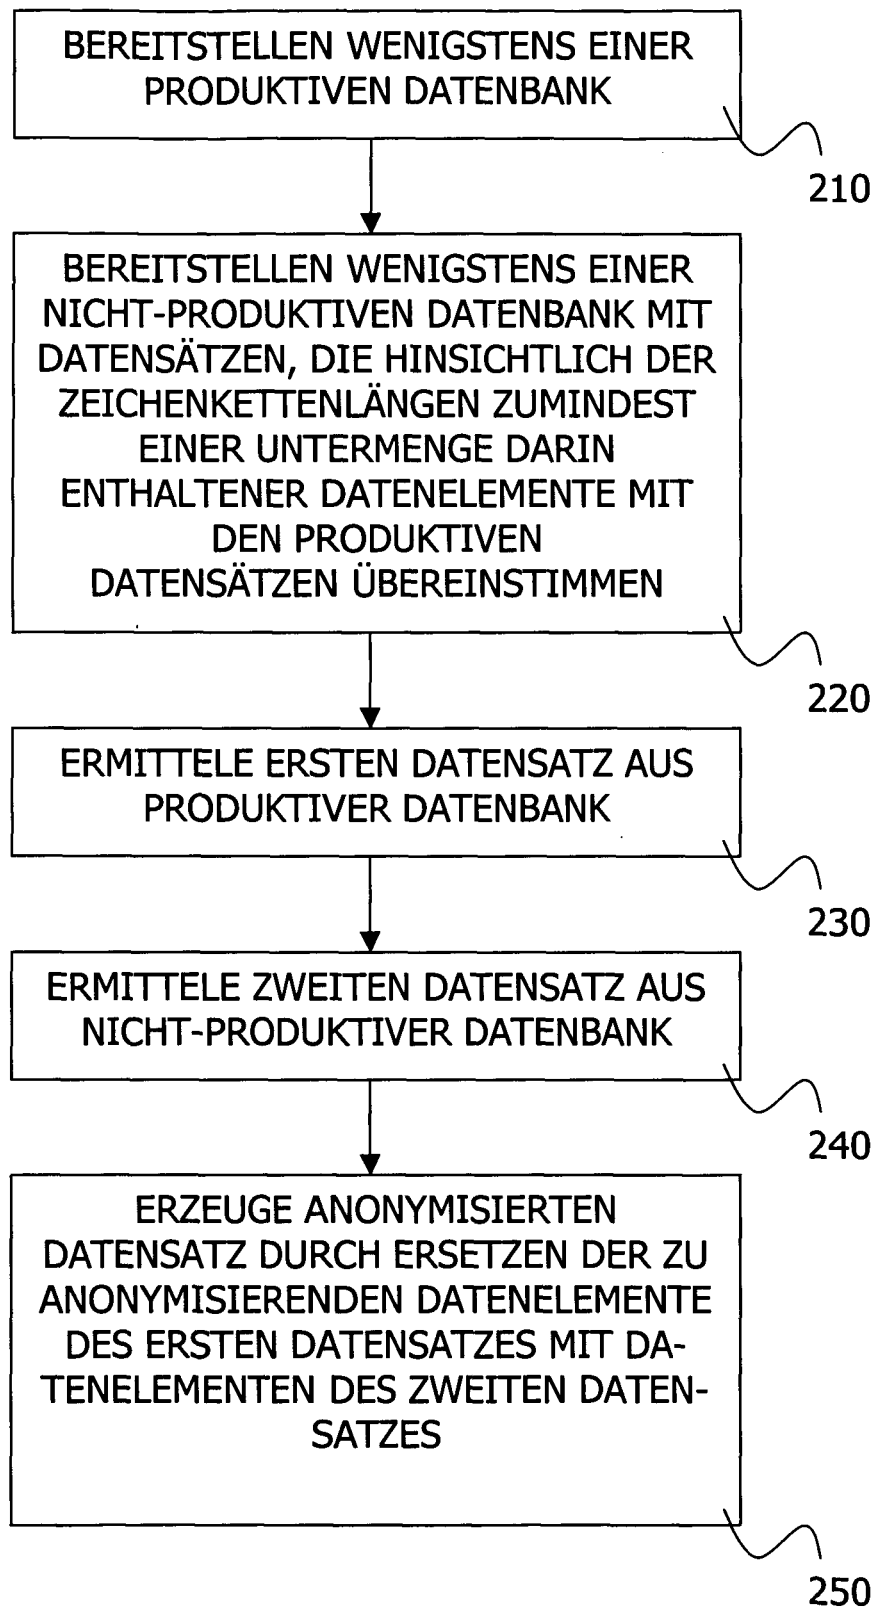 BEREITSTELLEN WENIGSTENS EINER
PRODUKTIVEN DATENBANK
210
BEREITSTELLEN WENIGSTENS EINER
NICHT-PRODUKTIVEN DATENBANK MIT
DATENSÄTZEN, DIE HINSICHTLICH DER
ZEICHENKETTENLÄNGEN ZUMINDEST
EINER UNTERMENGE DARIN
ENTHALTENER DATENELEMENTE MIT
DEN PRODUKTIVEN
DATENSÄTZEN ÜBEREINSTIMMEN
220
ERMITTELE ERSTEN DATENSATZ AUS
PRODUKTIVER DATENBANK
230
ERMITTELE ZWEITEN DATENSATZ AUS
NICHT-PRODUKTIVER DATENBANK
240
ERZEUGE ANONYMISIERTEN
DATENSATZ DURCH ERSETZEN DER ZU
ANONYMISIERENDEN DATENELEMENTE
DES ERSTEN DATENSATZES MIT DA-
TENELEMENTEN DES ZWEITEN DATEN-
SATZES
250